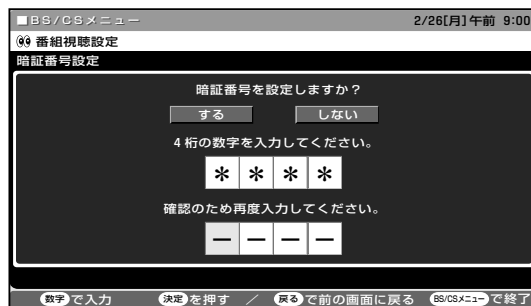 ■BS/CSメニュー 2/26[月]午前 9:00
番組視聴設定
暗証番号設定
暗証番号を設定しますか？
する しない
4桁の数字を入力してください。
＊ ＊ ＊ ＊
確認のため再度入力してください。
－ － － －
数字で入力 決定を押す ／ 戻るで前の画面に戻る BS/CSメニューで終了